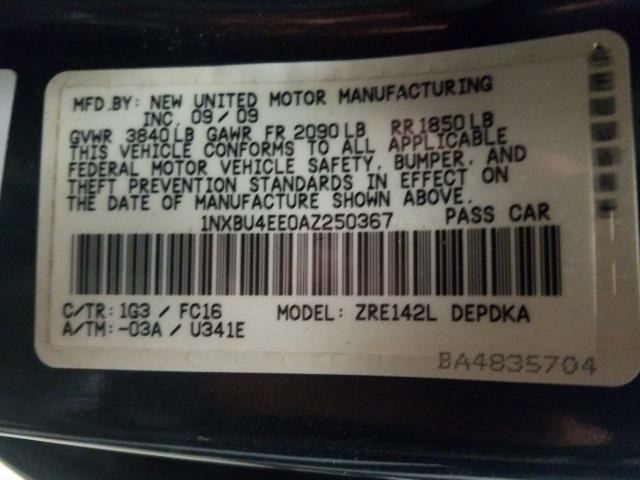 MFD.BY: NEW UNITED MOTOR MANUFACTURING
INC. 09/09
GVWR 3840LB GAWR FR 2090LB RR1850LB
THIS VEHICLE CONFORMS TO ALL APPLICABLE
FEDERAL MOTOR VEHICLE SAFETY, BUMPER, AND
THEFT PREVENTION STANDARDS IN EFFECT ON
THE DATE OF MANUFACTURE SHOWN ABOVE.
1NXBU4EE0AZ250367 PASS CAR
C/TR: 1G3 / FC16 MODEL: ZRE142L DEPDKA
A/TM: -03A / U341E
BA4835704